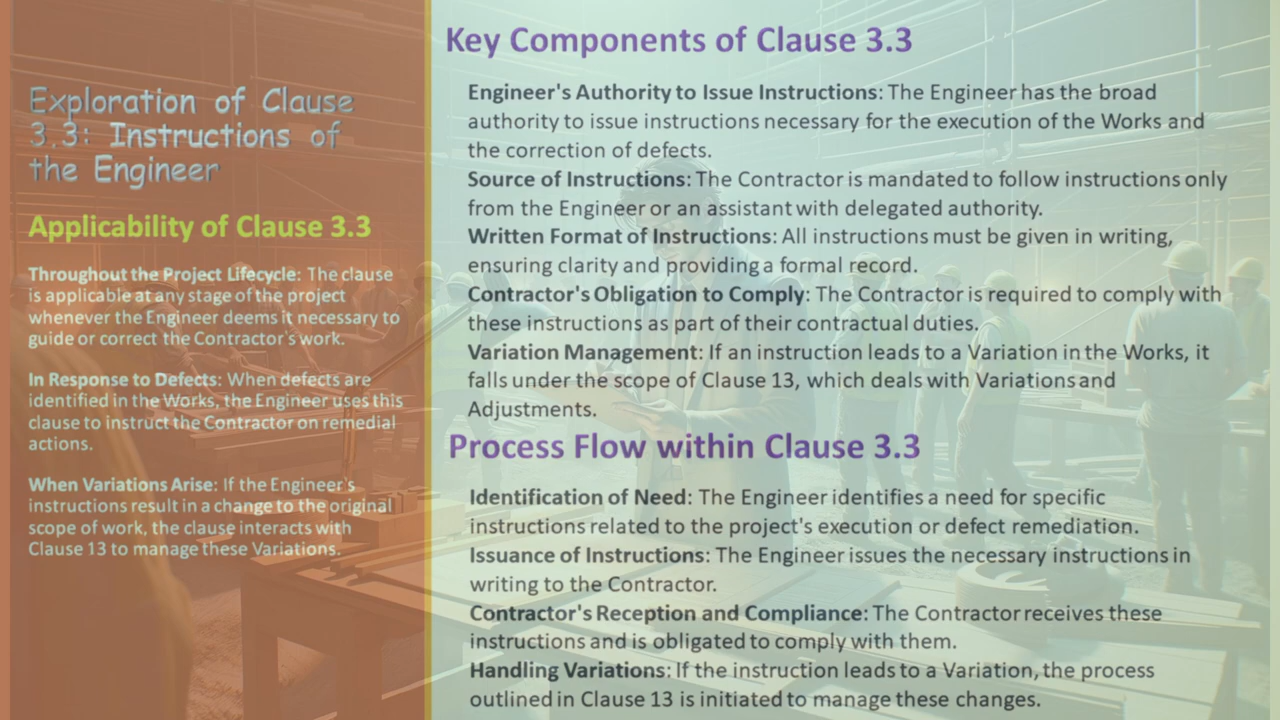 Exploration of Clause
3.3: Instructions of
the Engineer
Applicability of Clause 3.3
Throughout the Project Lifecycle: The clause
is applicable at any stage of the project
whenever the Engineer deems it necessary to
guide or correct the Contractor's work.
In Response to Defects: When defects are
identified in the Works, the Engineer uses this
clause to instruct the Contractor on remedial
actions.
When Variations Arise: If the Engineer's
instructions result in a change to the original
scope of work, the clause interacts with
Clause 13 to manage these Variations.
Key Components of Clause 3.3
Engineer's Authority to Issue Instructions: The Engineer has the broad
authority to issue instructions necessary for the execution of the Works and
the correction of defects.
Source of Instructions: The Contractor is mandated to follow instructions only
from the Engineer or an assistant with delegated authority.
Written Format of Instructions: All instructions must be given in writing,
ensuring clarity and providing a formal record.
Contractor's Obligation to Comply: The Contractor is required to comply with
these instructions as part of their contractual duties.
Variation Management: If an instruction leads to a Variation in the Works, it
falls under the scope of Clause 13, which deals with Variations and
Adjustments.
Process Flow within Clause 3.3
Identification of Need: The Engineer identifies a need for specific
instructions related to the project's execution or defect remediation.
Issuance of Instructions: The Engineer issues the necessary instructions in
writing to the Contractor.
Contractor's Reception and Compliance: The Contractor receives these
instructions and is obligated to comply with them.
Handling Variations: If the instruction leads to a Variation, the process
outlined in Clause 13 is initiated to manage these changes.